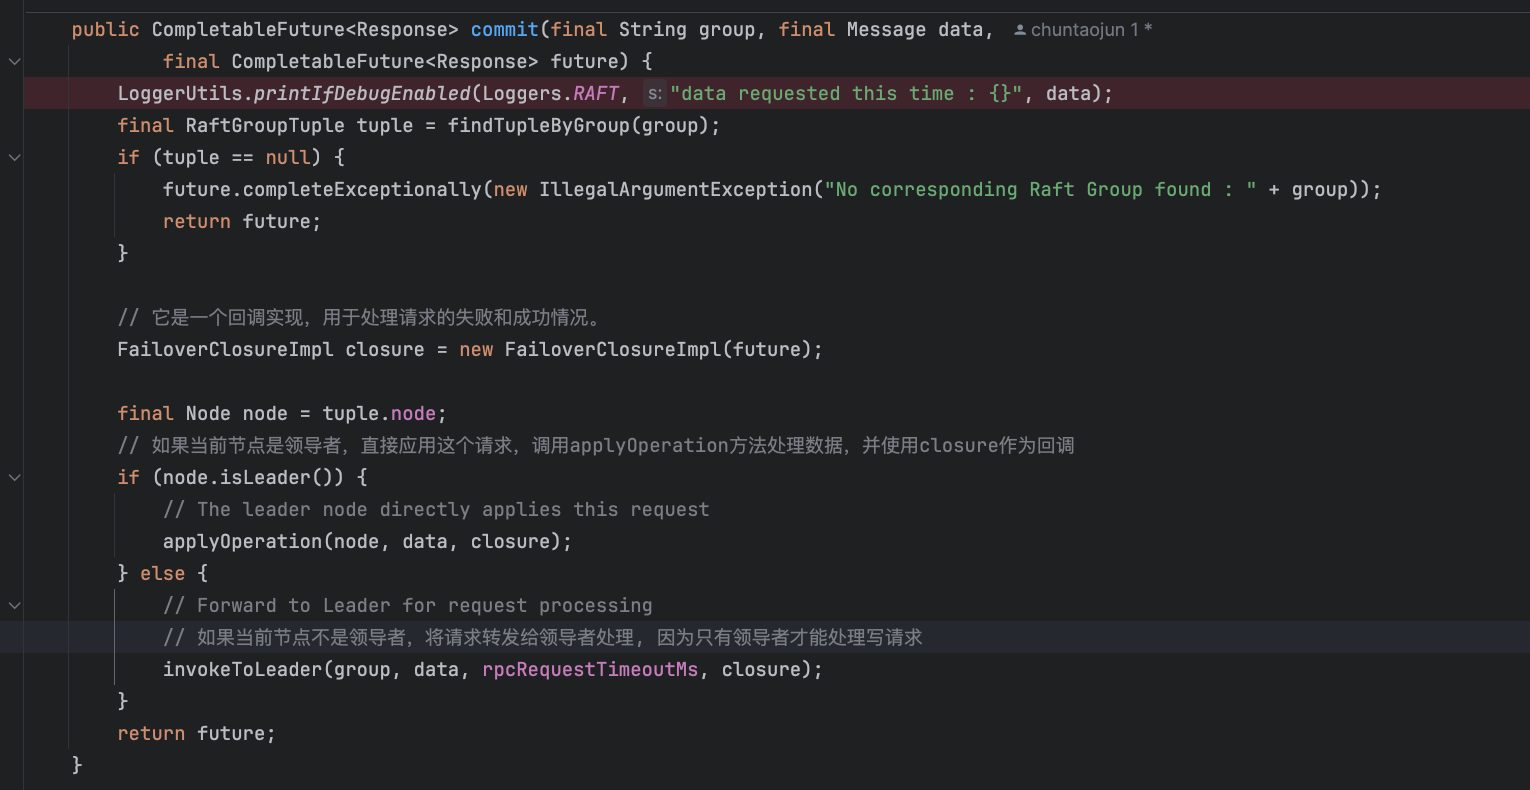 public CompletableFuture<Response> commit(final String group, final Message data, chuntaojun 1 *
final CompletableFuture<Response> future) {
LoggerUtils.printIfDebugEnabled(Loggers.RAFT, s: "data requested this time : {}", data);
final RaftGroupTuple tuple = findTupleByGroup(group);
if (tuple == null) {
future.completeExceptionally(new IllegalArgumentException("No corresponding Raft Group found : " + group));
return future;
}
// 它是一个回调实现，用于处理请求的失败和成功情况。
FailoverClosureImpl closure = new FailoverClosureImpl(future);
final Node node = tuple.node;
// 如果当前节点是领导者，直接应用这个请求，调用applyOperation方法处理数据，并使用closure作为回调
if (node.isLeader()) {
// The leader node directly applies this request
applyOperation(node, data, closure);
} else {
// Forward to Leader for request processing
// 如果当前节点不是领导者，将请求转发给领导者处理, 因为只有领导者才能处理写请求
invokeToLeader(group, data, rpcRequestTimeoutMs, closure);
}
return future;
}